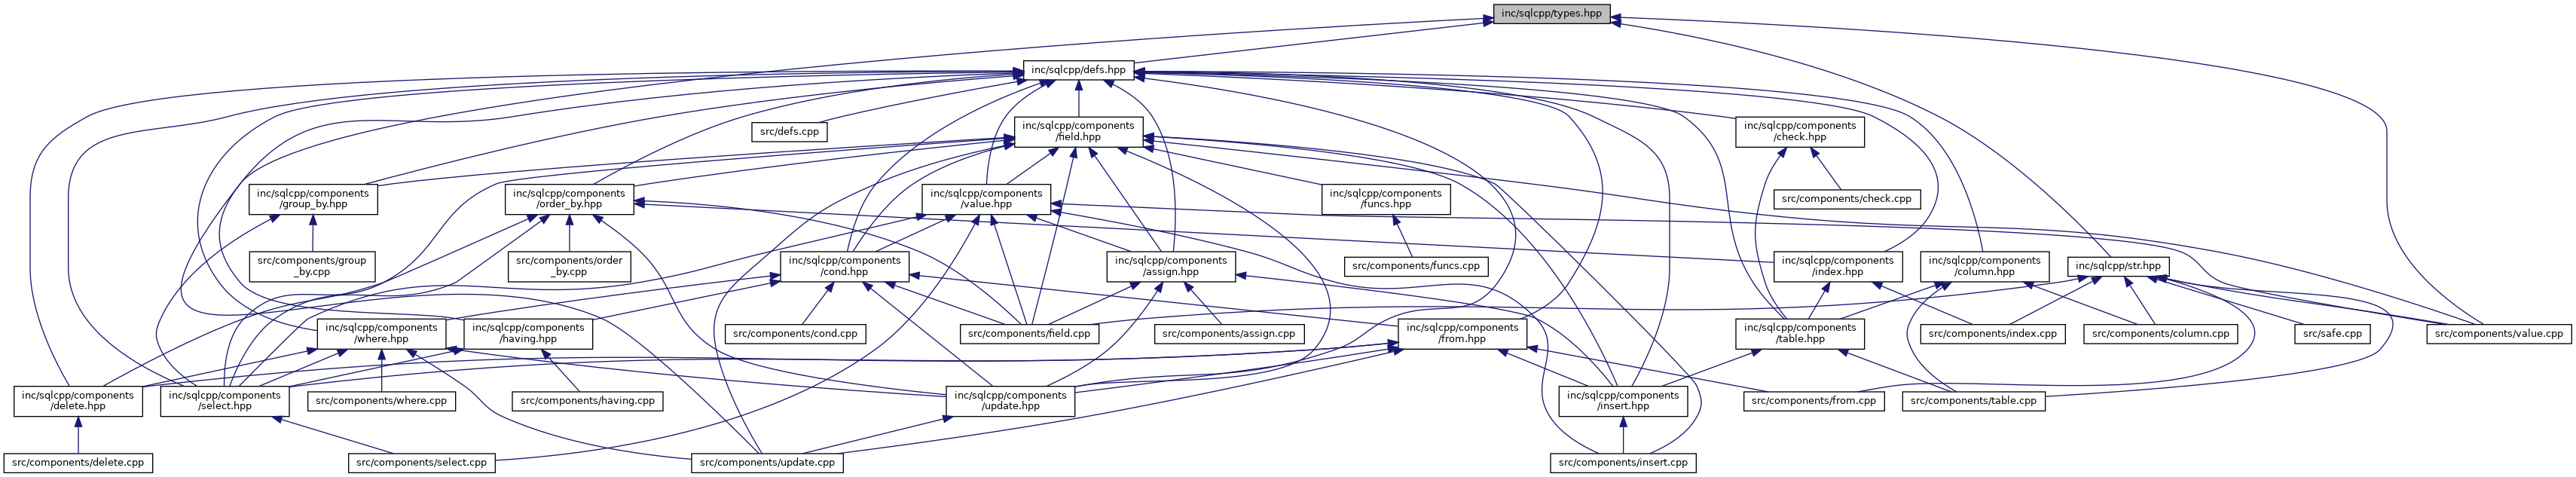 inc/sqlcpp/types.hpp
inc/sqlcpp/defs.hpp
src/defs.cpp
inc/sqlcpp/components
/field.hpp
inc/sqlcpp/components
/check.hpp
inc/sqlcpp/components
/group_by.hpp
inc/sqlcpp/components
/order_by.hpp
inc/sqlcpp/components
/value.hpp
inc/sqlcpp/components
/funcs.hpp
src/components/check.cpp
src/components/group
_by.cpp
src/components/order
_by.cpp
inc/sqlcpp/components
/cond.hpp
inc/sqlcpp/components
/assign.hpp
src/components/funcs.cpp
inc/sqlcpp/components
/index.hpp
inc/sqlcpp/components
/column.hpp
inc/sqlcpp/str.hpp
inc/sqlcpp/components
/where.hpp
inc/sqlcpp/components
/having.hpp
src/components/cond.cpp
src/components/field.cpp
src/components/assign.cpp
inc/sqlcpp/components
/from.hpp
inc/sqlcpp/components
/table.hpp
src/components/index.cpp
src/components/column.cpp
src/safe.cpp
src/components/value.cpp
inc/sqlcpp/components
/delete.hpp
inc/sqlcpp/components
/select.hpp
src/components/where.cpp
src/components/having.cpp
inc/sqlcpp/components
/update.hpp
inc/sqlcpp/components
/insert.hpp
src/components/from.cpp
src/components/table.cpp
src/components/delete.cpp
src/components/select.cpp
src/components/update.cpp
src/components/insert.cpp